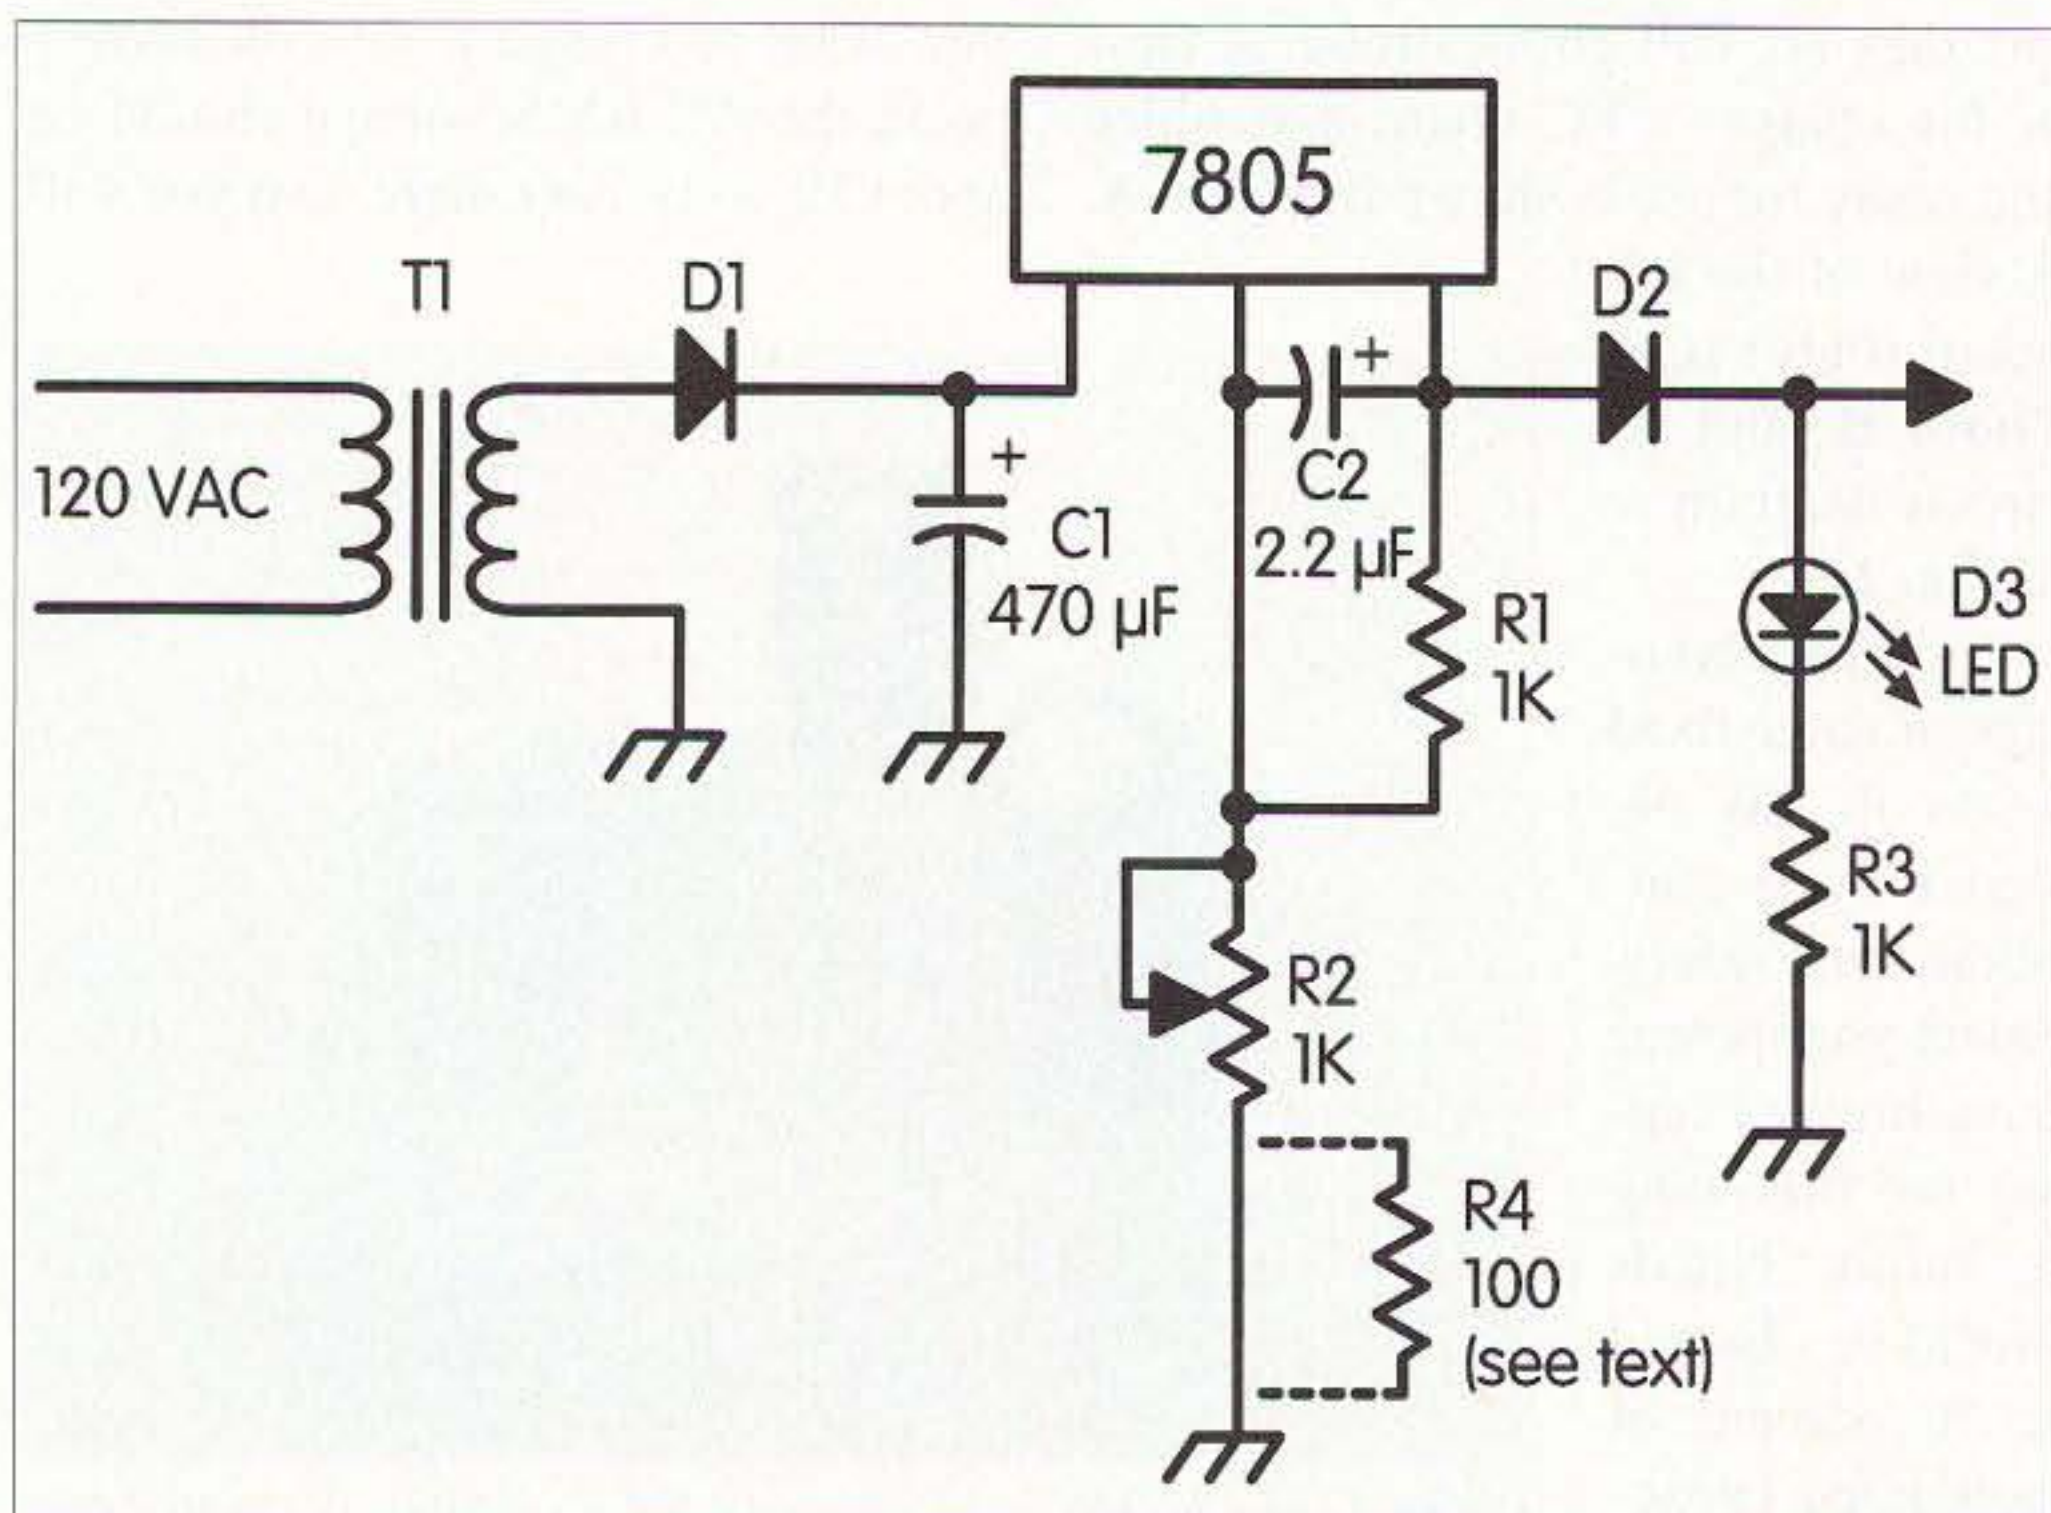 7805
T1
D1
D2
120 VAC
+
C1
470 µF
+
C2
2.2 µF
R1
1K
D3
LED
R2
1K
R3
1K
R4
100
(see text)